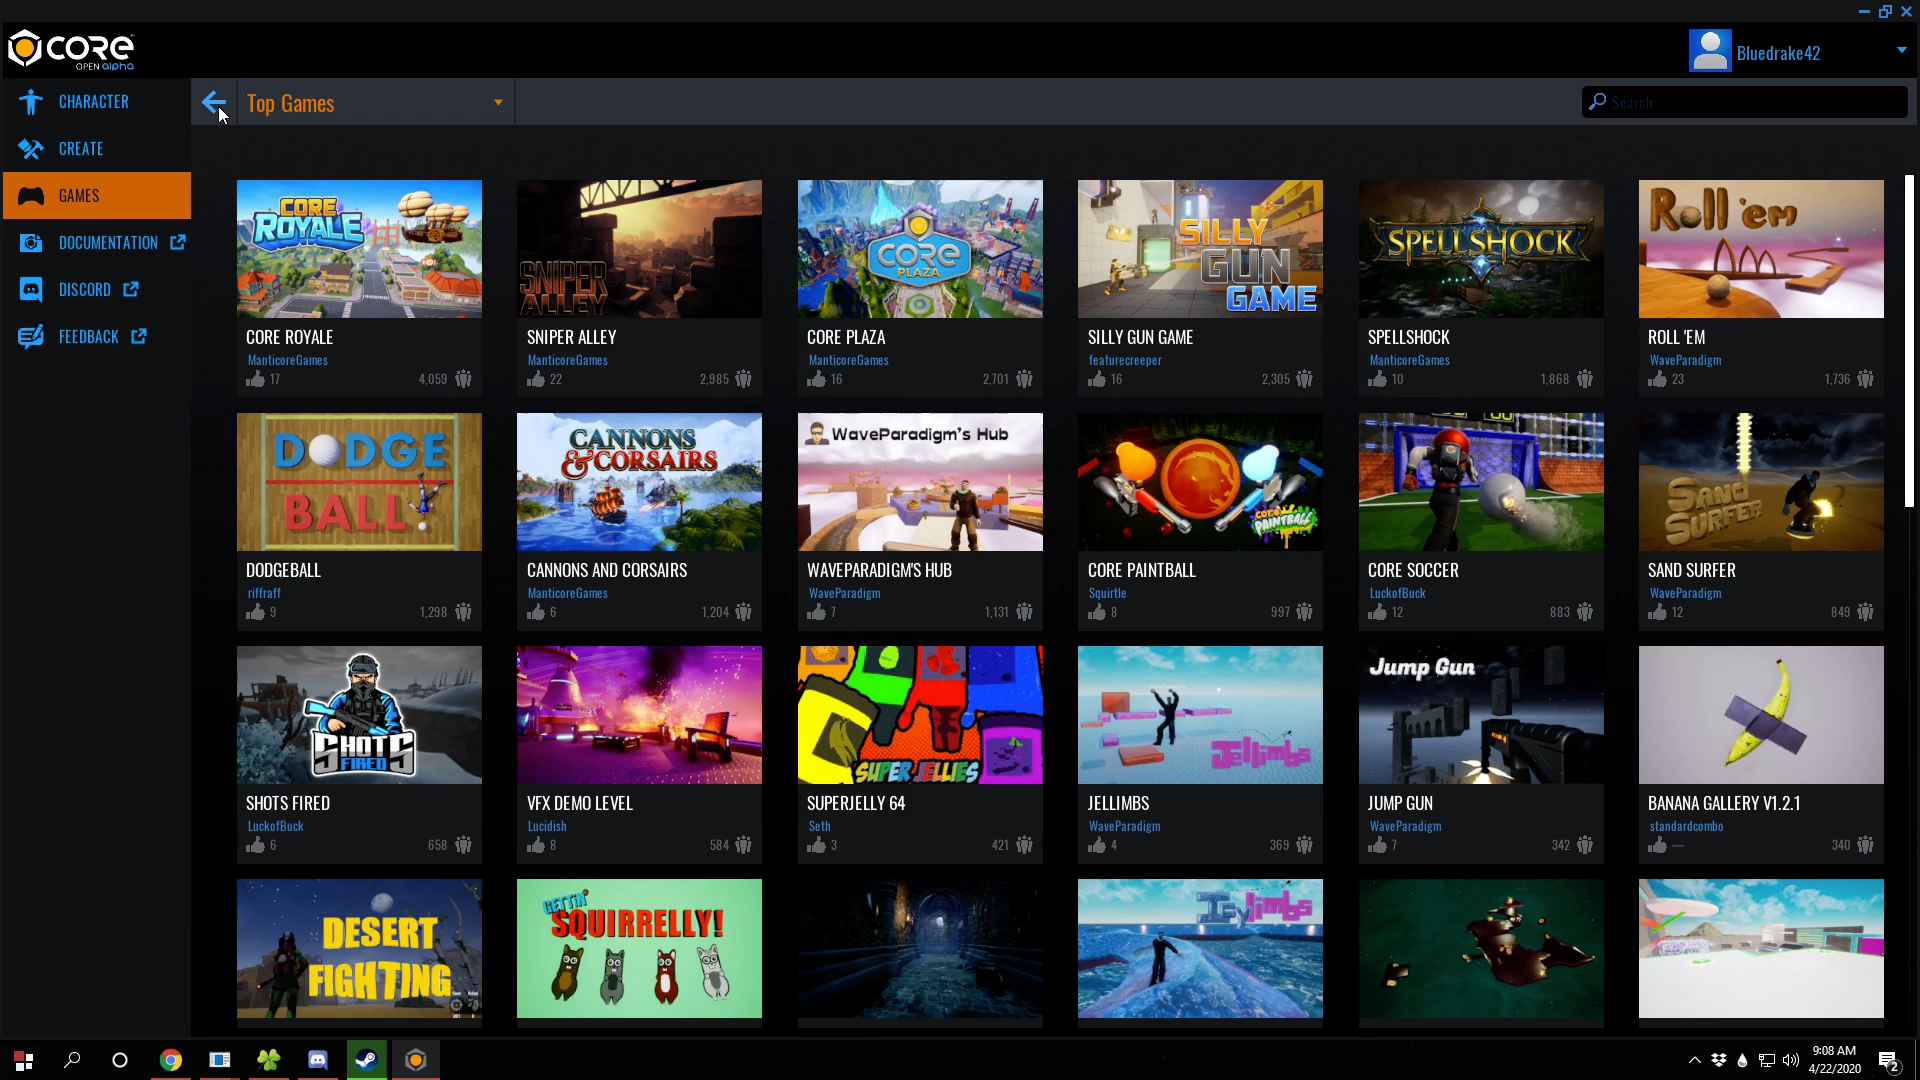 CORE
OPEN alpha
Bluedrake42
CHARACTER
CREATE
GAMES
DOCUMENTATION
DISCORD
FEEDBACK
Top Games
Search
CORE
ROYALE
SNIPER
ALLEY
CORE
PLAZA
SILLY
GUN
GAME
SPELLSHOCK
Roll 'em
CORE ROYALE
ManticoreGames
17 4,059
SNIPER ALLEY
ManticoreGames
22 2,985
CORE PLAZA
ManticoreGames
16 2,701
SILLY GUN GAME
featurecreeper
16 2,305
SPELLSHOCK
ManticoreGames
10 1,868
ROLL 'EM
WaveParadigm
23 1,736
DODGE
BALL
CANNONS
& CORSAIRS
WaveParadigm's Hub
CORE
PAINTBALL
SAND
SURFER
DODGEBALL
riffraff
9 1,298
CANNONS AND CORSAIRS
ManticoreGames
6 1,204
WAVEPARADIGM'S HUB
WaveParadigm
7 1,131
CORE PAINTBALL
Squirtle
8 997
CORE SOCCER
LuckofBuck
12 883
SAND SURFER
WaveParadigm
12 849
SHOTS
FIRED
SUPER JELLIES
Jellimbs
Jump Gun
SHOTS FIRED
LuckofBuck
6 658
VFX DEMO LEVEL
Lucidish
8 584
SUPERJELLY 64
Seth
3 421
JELLIMBS
WaveParadigm
4 369
JUMP GUN
WaveParadigm
7 342
BANANA GALLERY V1.2.1
standardcombo
— 340
DESERT
FIGHTING
GETTIN'
SQUIRRELLY!
Icylimbs
9:08 AM
4/22/2020
2